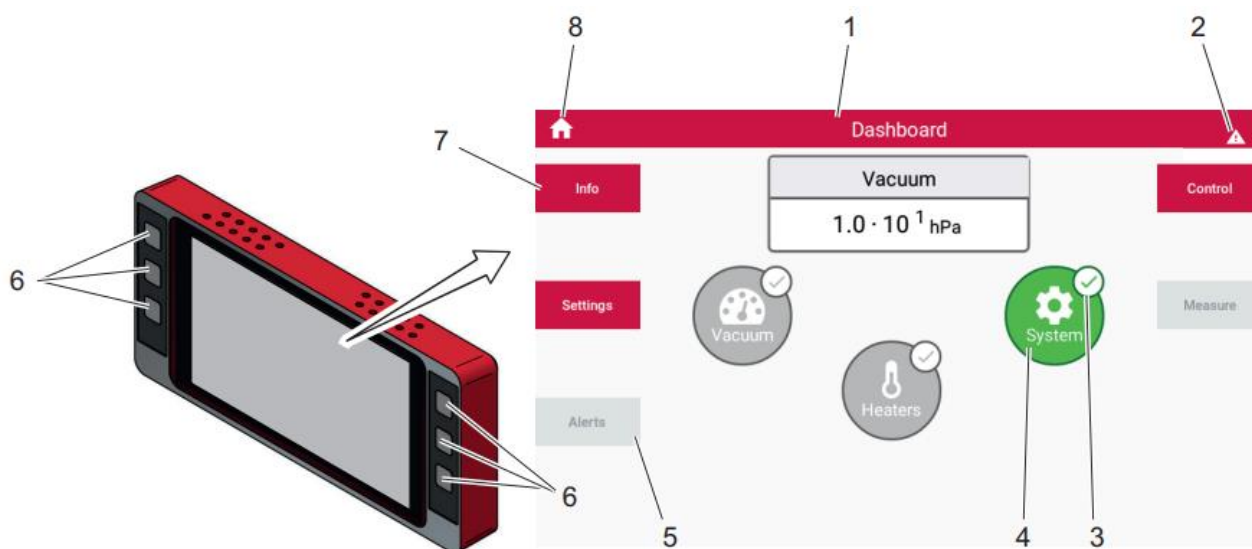 8 1 2
Dashboard
7
Info
Vacuum
Control
1.0 · 10 1 hPa
6
Settings
Vacuum
System
Measure
Heaters
Alerts
6
5 4 3